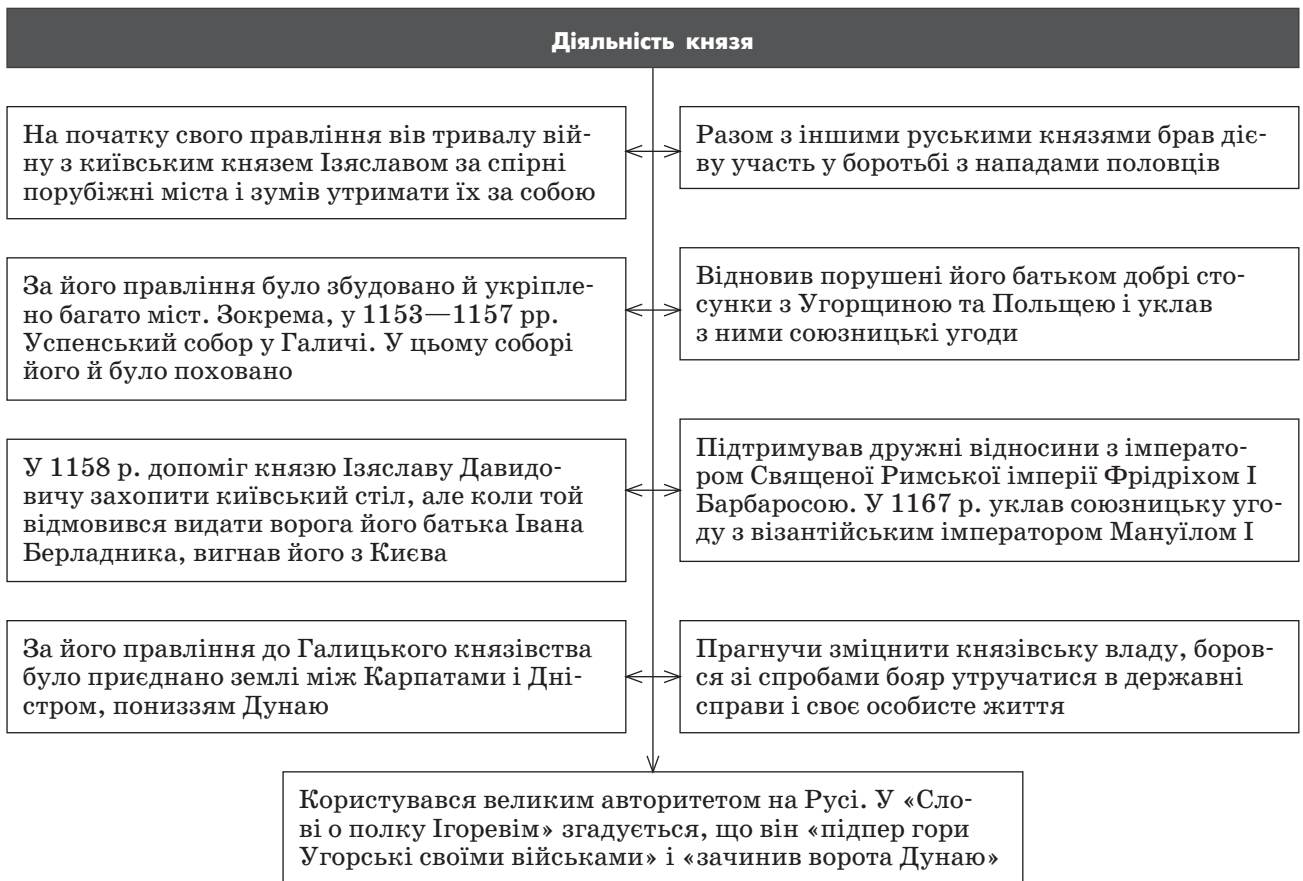 Діяльність князя
На початку свого правління вів тривалу вій-
ну з київським князем Ізяславом за спірні
порубіжні міста і зумів утримати їх за собою
Разом з іншими руськими князями брав діє-
ву участь у боротьбі з нападами половців
За його правління було збудовано й укріпле-
но багато міст. Зокрема, у 1153—1157 рр.
Успенський собор у Галичі. У цьому соборі
його й було поховано
Відновив порушені його батьком добрі сто-
сунки з Угорщиною та Польщею і уклав
з ними союзницькі угоди
У 1158 р. допоміг князю Ізяславу Давидо-
вичу захопити київський стіл, але коли той
відмовився видати ворога його батька Івана
Берладника, вигнав його з Києва
Підтримував дружні відносини з імперато-
ром Священої Римської імперії Фрідріхом І
Барбаросою. У 1167 р. уклав союзницьку уго-
ду з візантійським імператором Мануїлом І
За його правління до Галицького князівства
було приєднано землі між Карпатами і Дні-
стром, пониззям Дунаю
Прагнучи зміцнити князівську владу, боров-
ся зі спробами бояр утручатися в державні
справи і своє особисте життя
Користувався великим авторитетом на Русі. У «Сло-
ві о полку Ігоревім» згадується, що він «підпер гори
Угорські своїми військами» і «зачинив ворота Дунаю»